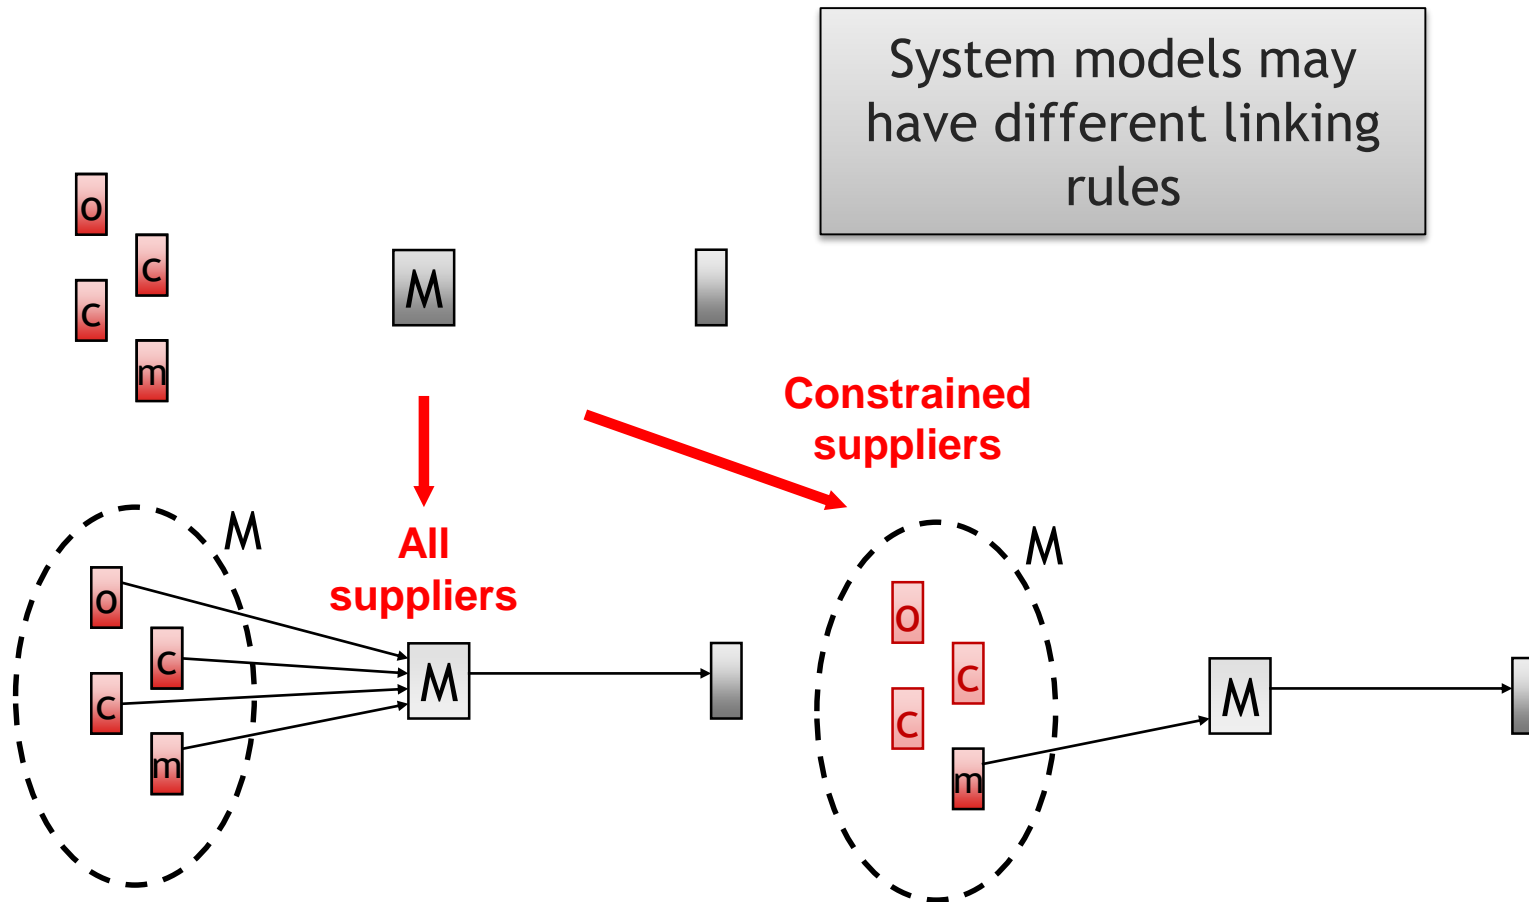 System models may
have different linking
rules
o
c
c
m
M
Constrained
suppliers
All
suppliers
M
o
c
c
m
M
M
o
c
c
m
M